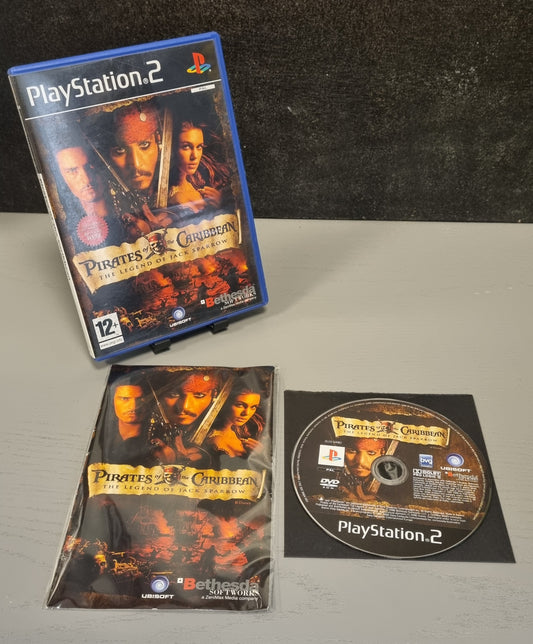 PlayStation®2
PAL
PIRATES of the CARIBBEAN
THE LEGEND OF JACK SPARROW
12+
UBISOFT
Bethesda
SOFTWORKS
PIRATES of the CARIBBEAN
THE LEGEND OF JACK SPARROW
UBISOFT
Bethesda
SOFTWORKS
a ZeniMax Media company
PIRATES of the CARIBBEAN
THE LEGEND OF JACK SPARROW
PAL
DVD
UBISOFT
PlayStation®2